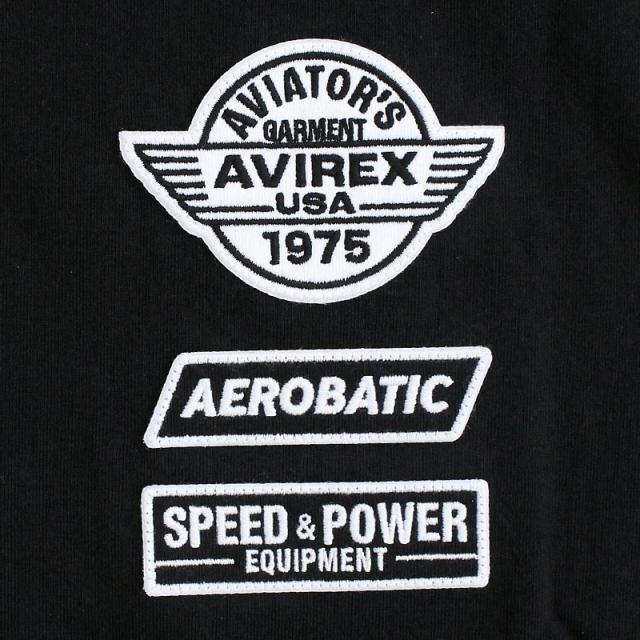 AVIATOR'S
GARMENT
AVIREX
USA
1975
AEROBATIC
SPEED & POWER
EQUIPMENT